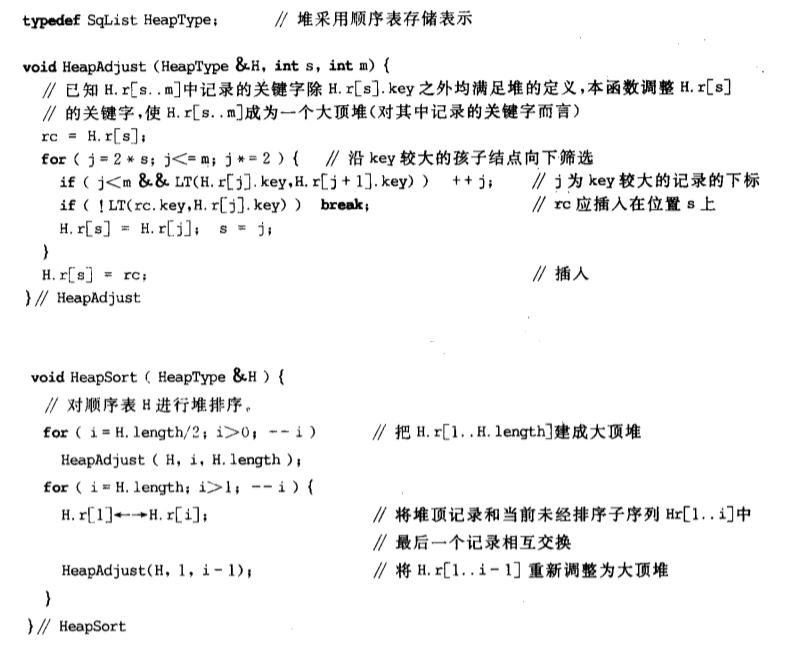 typedef SqList HeapType; // 堆采用顺序表存储表示
void HeapAdjust (HeapType &H, int s, int m) {
// 已知 H.r[s..m]中记录的关键字除 H.r[s].key 之外均满足堆的定义,本函数调整 H.r[s]
// 的关键字,使 H.r[s..m]成为一个大顶堆(对其中记录的关键字而言)
rc = H.r[s];
for ( j=2 * s; j<= m; j *= 2 ) { // 沿 key 较大的孩子结点向下筛选
if ( j<m && LT(H.r[j].key,H.r[j+1].key) ) ++j; // j 为 key 较大的记录的下标
if ( !LT(rc.key,H.r[j].key) ) break; // rc 应插入在位置 s 上
H.r[s] = H.r[j]; s = j;
}
H.r[s] = rc; // 插人
}// HeapAdjust
void HeapSort ( HeapType &H ) {
// 对顺序表 H 进行堆排序。
for ( i=H.length/2; i>0; --i ) // 把 H.r[1..H.length]建成大顶堆
HeapAdjust ( H, i, H.length );
for ( i=H.length; i>1; --i ) {
H.r[1]←→H.r[i]; // 将堆顶记录和当前未经排序子序列 Hr[1..i]中
// 最后一个记录相互交换
HeapAdjust(H, 1, i-1); // 将 H.r[1..i-1] 重新调整为大顶堆
}
}// HeapSort